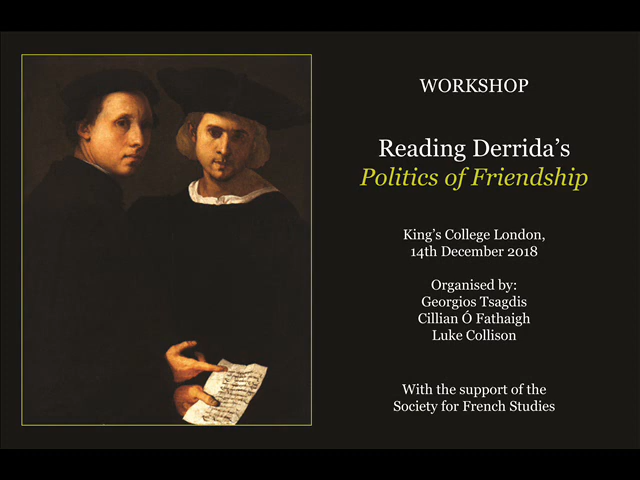 WORKSHOP
Reading Derrida’s
Politics of Friendship
King’s College London,
14th December 2018
Organised by:
Georgios Tsagdis
Cillian Ó Fathaigh
Luke Collison
With the support of the
Society for French Studies